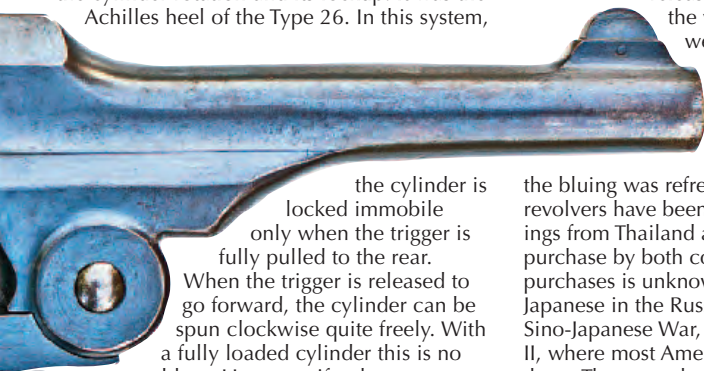 Achilles heel of the Type 26. In this system,
the cylinder is
locked immobile
only when the trigger is
fully pulled to the rear.
When the trigger is released to
go forward, the cylinder can be
spun clockwise quite freely. With
a fully loaded cylinder this is no
the
we
the bluing was refre
revolvers have been
ings from Thailand a
purchase by both co
purchases is unknow
Japanese in the Rus
Sino-Japanese War,
II, where most Ame